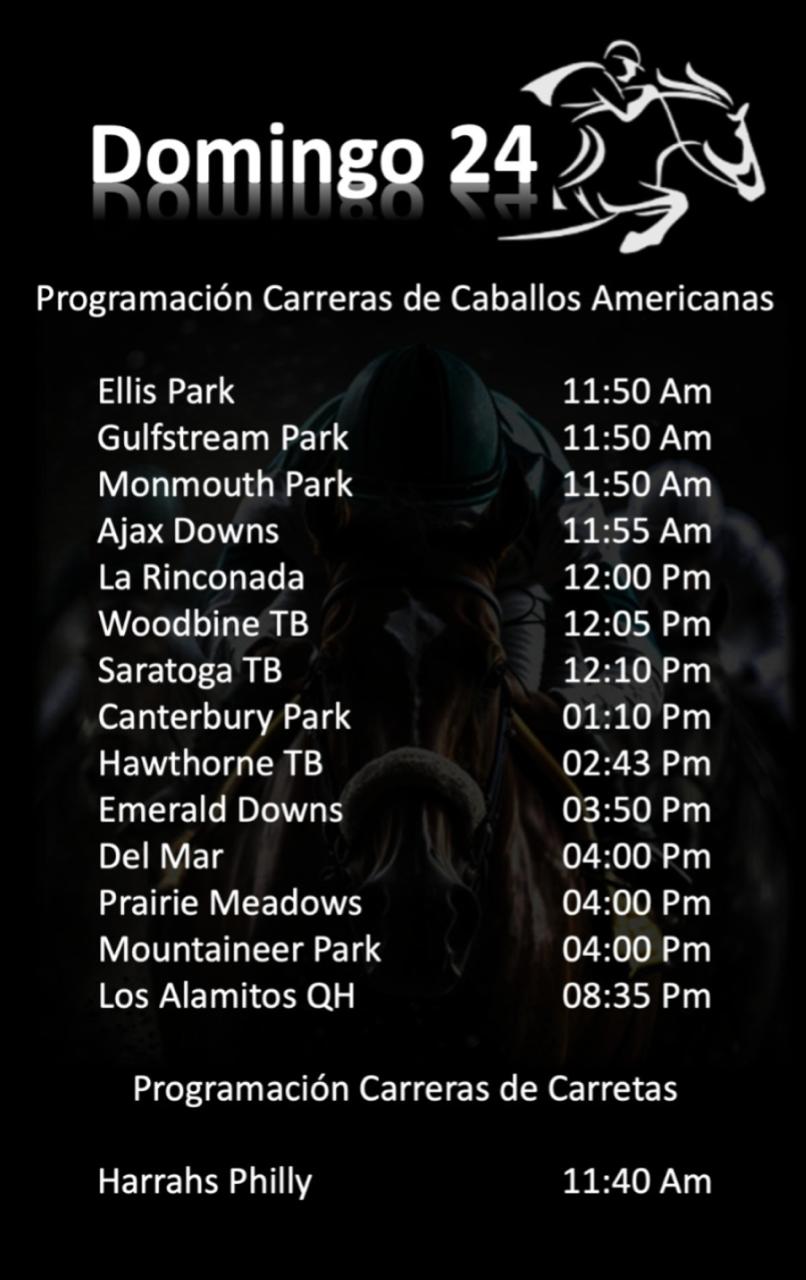 Domingo 24
Programación Carreras de Caballos Americanas
Ellis Park 11:50 Am
Gulfstream Park 11:50 Am
Monmouth Park 11:50 Am
Ajax Downs 11:55 Am
La Rinconada 12:00 Pm
Woodbine TB 12:05 Pm
Saratoga TB 12:10 Pm
Canterbury Park 01:10 Pm
Hawthorne TB 02:43 Pm
Emerald Downs 03:50 Pm
Del Mar 04:00 Pm
Prairie Meadows 04:00 Pm
Mountaineer Park 04:00 Pm
Los Alamitos QH 08:35 Pm
Programación Carreras de Carretas
Harrahs Philly 11:40 Am